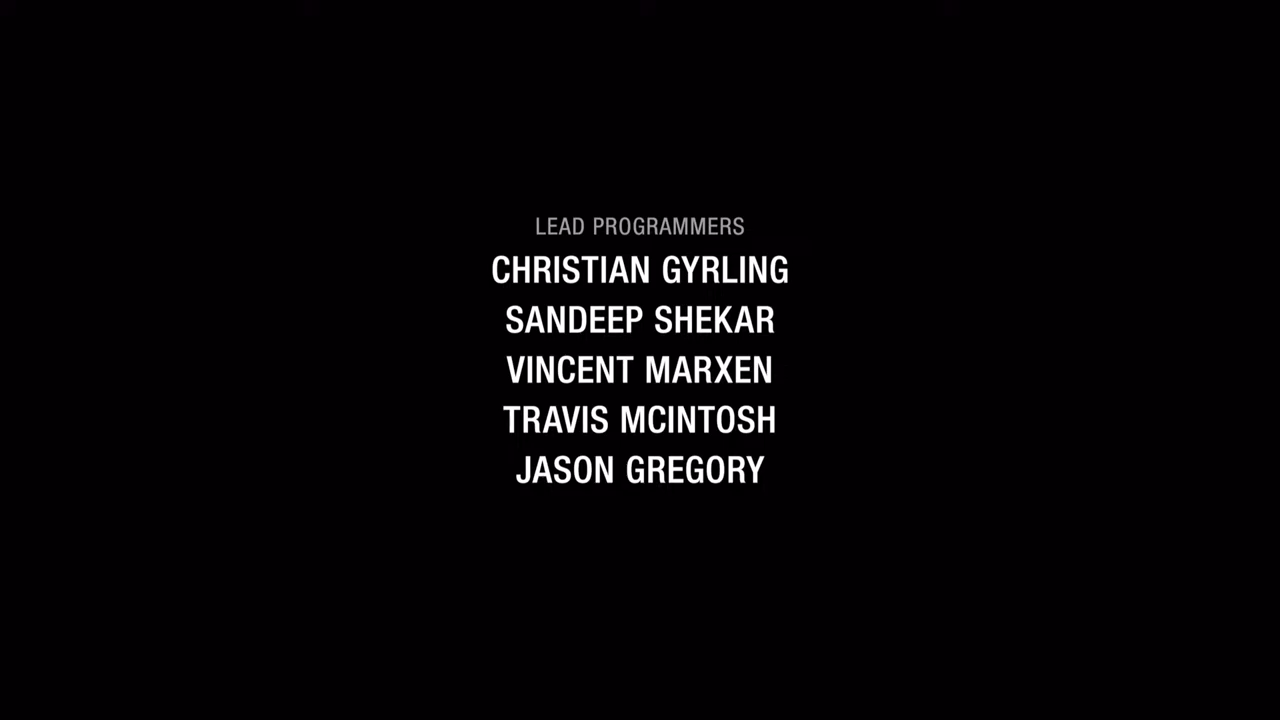 LEAD PROGRAMMERS
CHRISTIAN GYRLING
SANDEEP SHEKAR
VINCENT MARXEN
TRAVIS MCINTOSH
JASON GREGORY